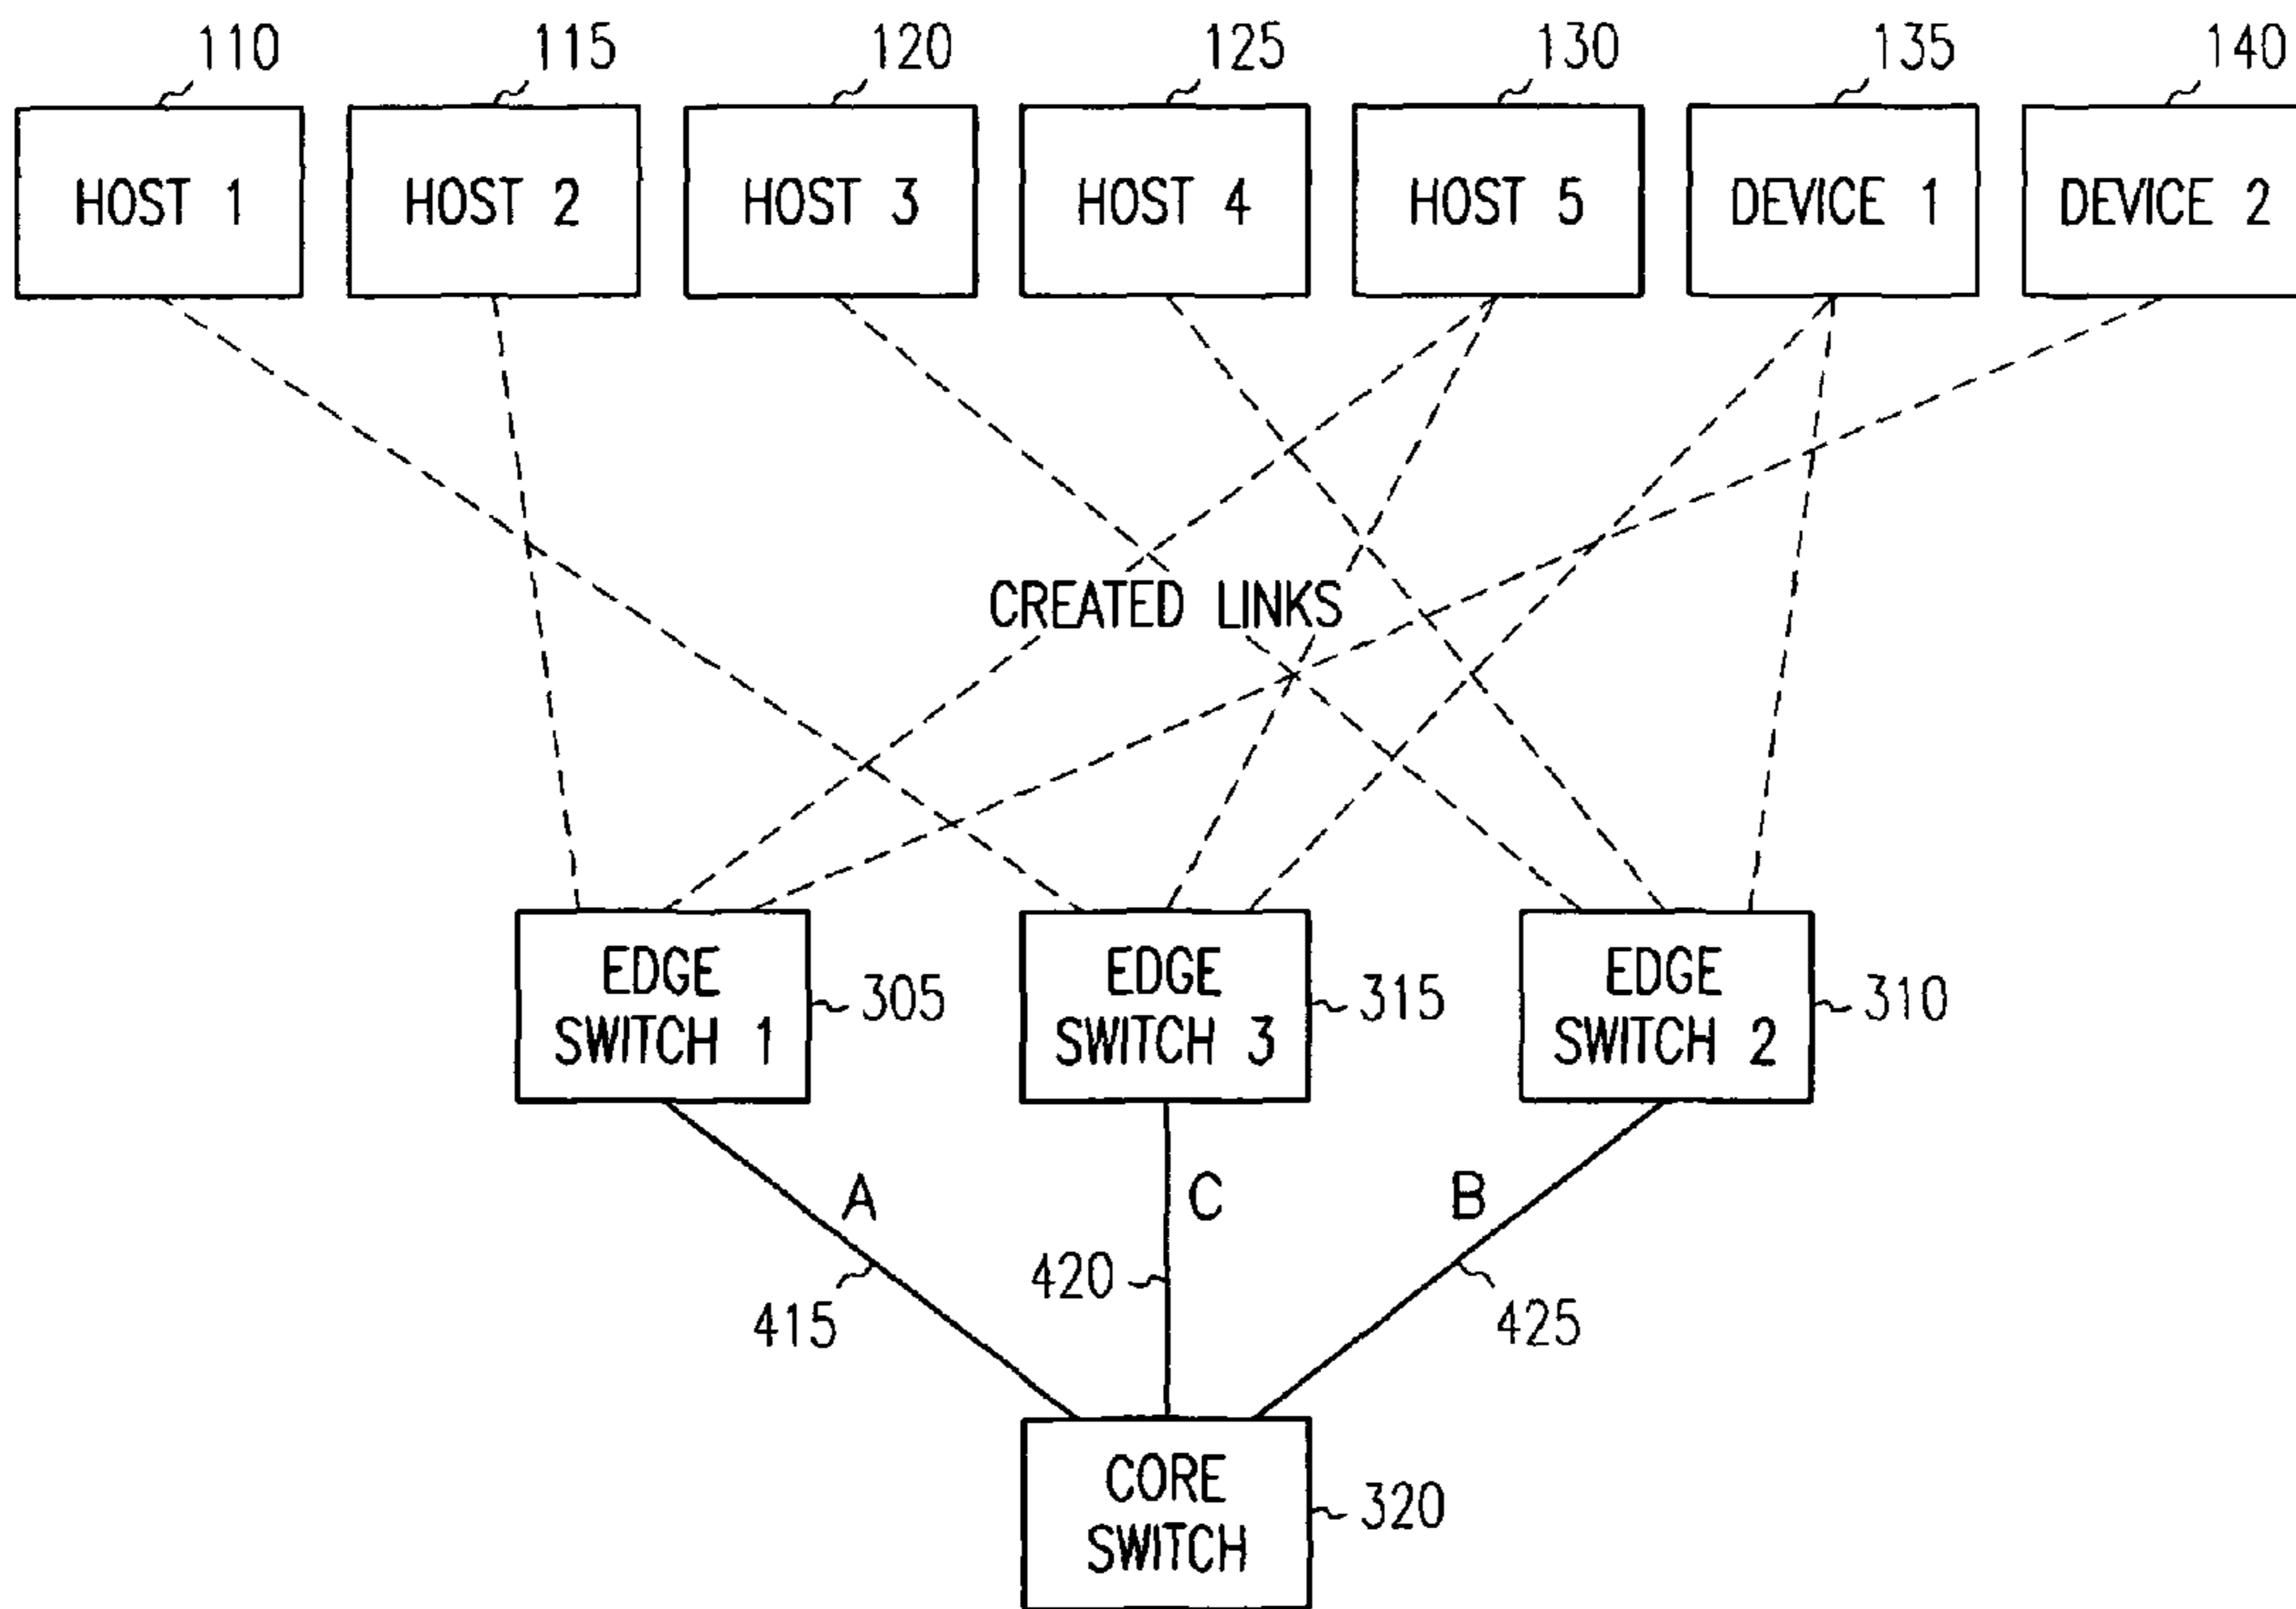 110 115 120 125 130 135 140
HOST 1 HOST 2 HOST 3 HOST 4 HOST 5 DEVICE 1 DEVICE 2
CREATED LINKS
EDGE SWITCH 1
305
EDGE SWITCH 3
315
EDGE SWITCH 2
310
A C B
415 420 425
CORE
SWITCH
320